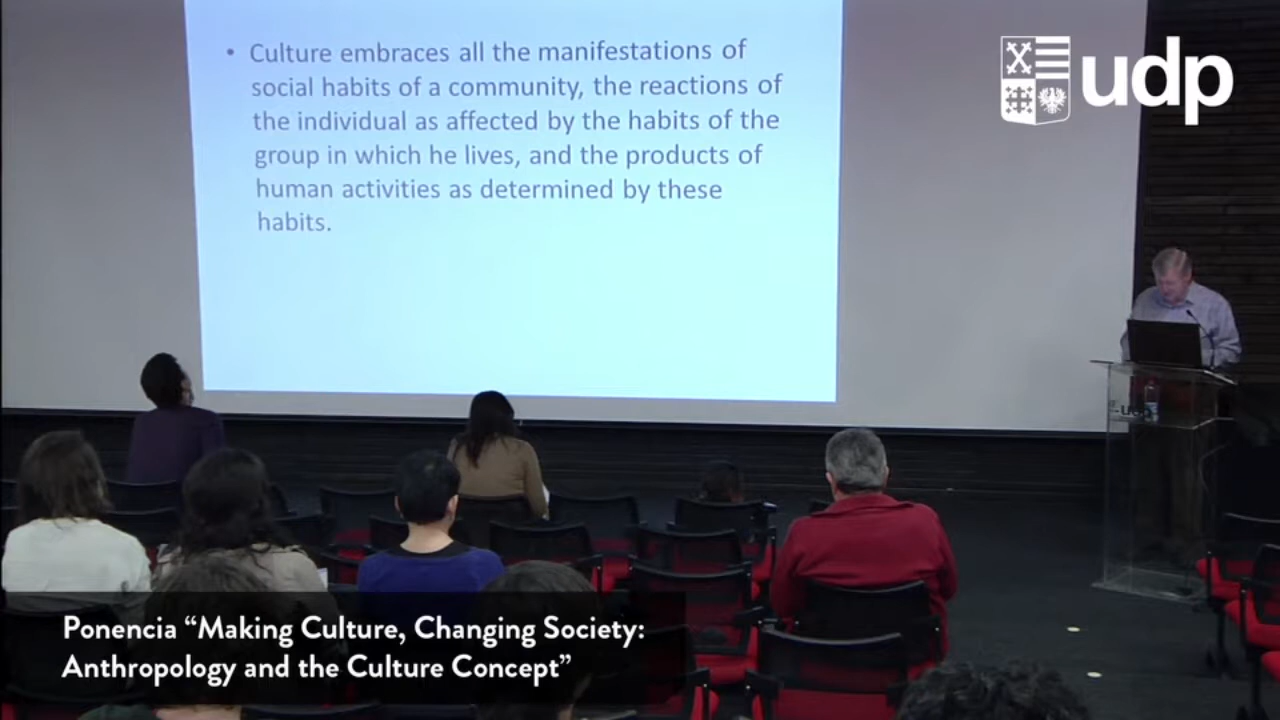 • Culture embraces all the manifestations of
social habits of a community, the reactions of
the individual as affected by the habits of the
group in which he lives, and the products of
human activities as determined by these
habits.
udp
Ponencia “Making Culture, Changing Society:
Anthropology and the Culture Concept”